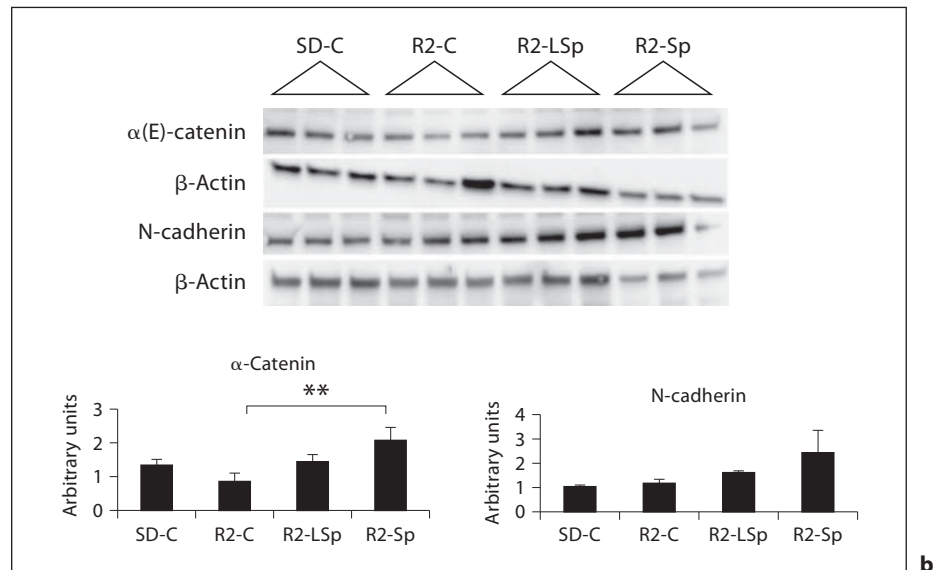 SD-C R2-C R2-LSp R2-Sp
α(E)-catenin
β-Actin
N-cadherin
β-Actin
α-Catenin
**
Arbitrary units
3
2
1
0
SD-C R2-C R2-LSp R2-Sp
N-cadherin
Arbitrary units
4
3
2
1
0
SD-C R2-C R2-LSp R2-Sp
b